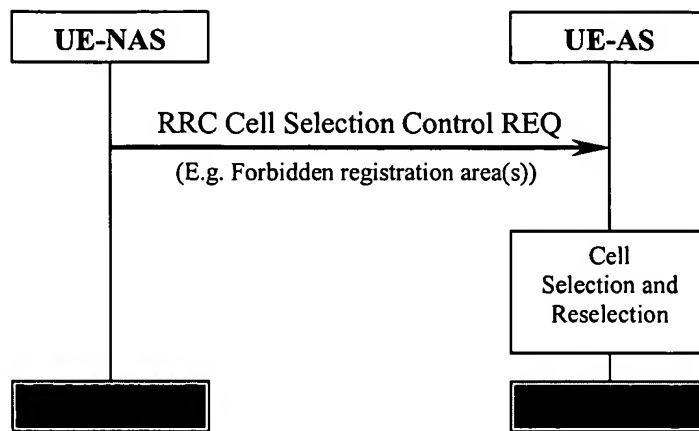 UE-NAS
UE-AS
RRC Cell Selection Control REQ
(E.g. Forbidden registration area(s))
Cell
Selection and
Reselection